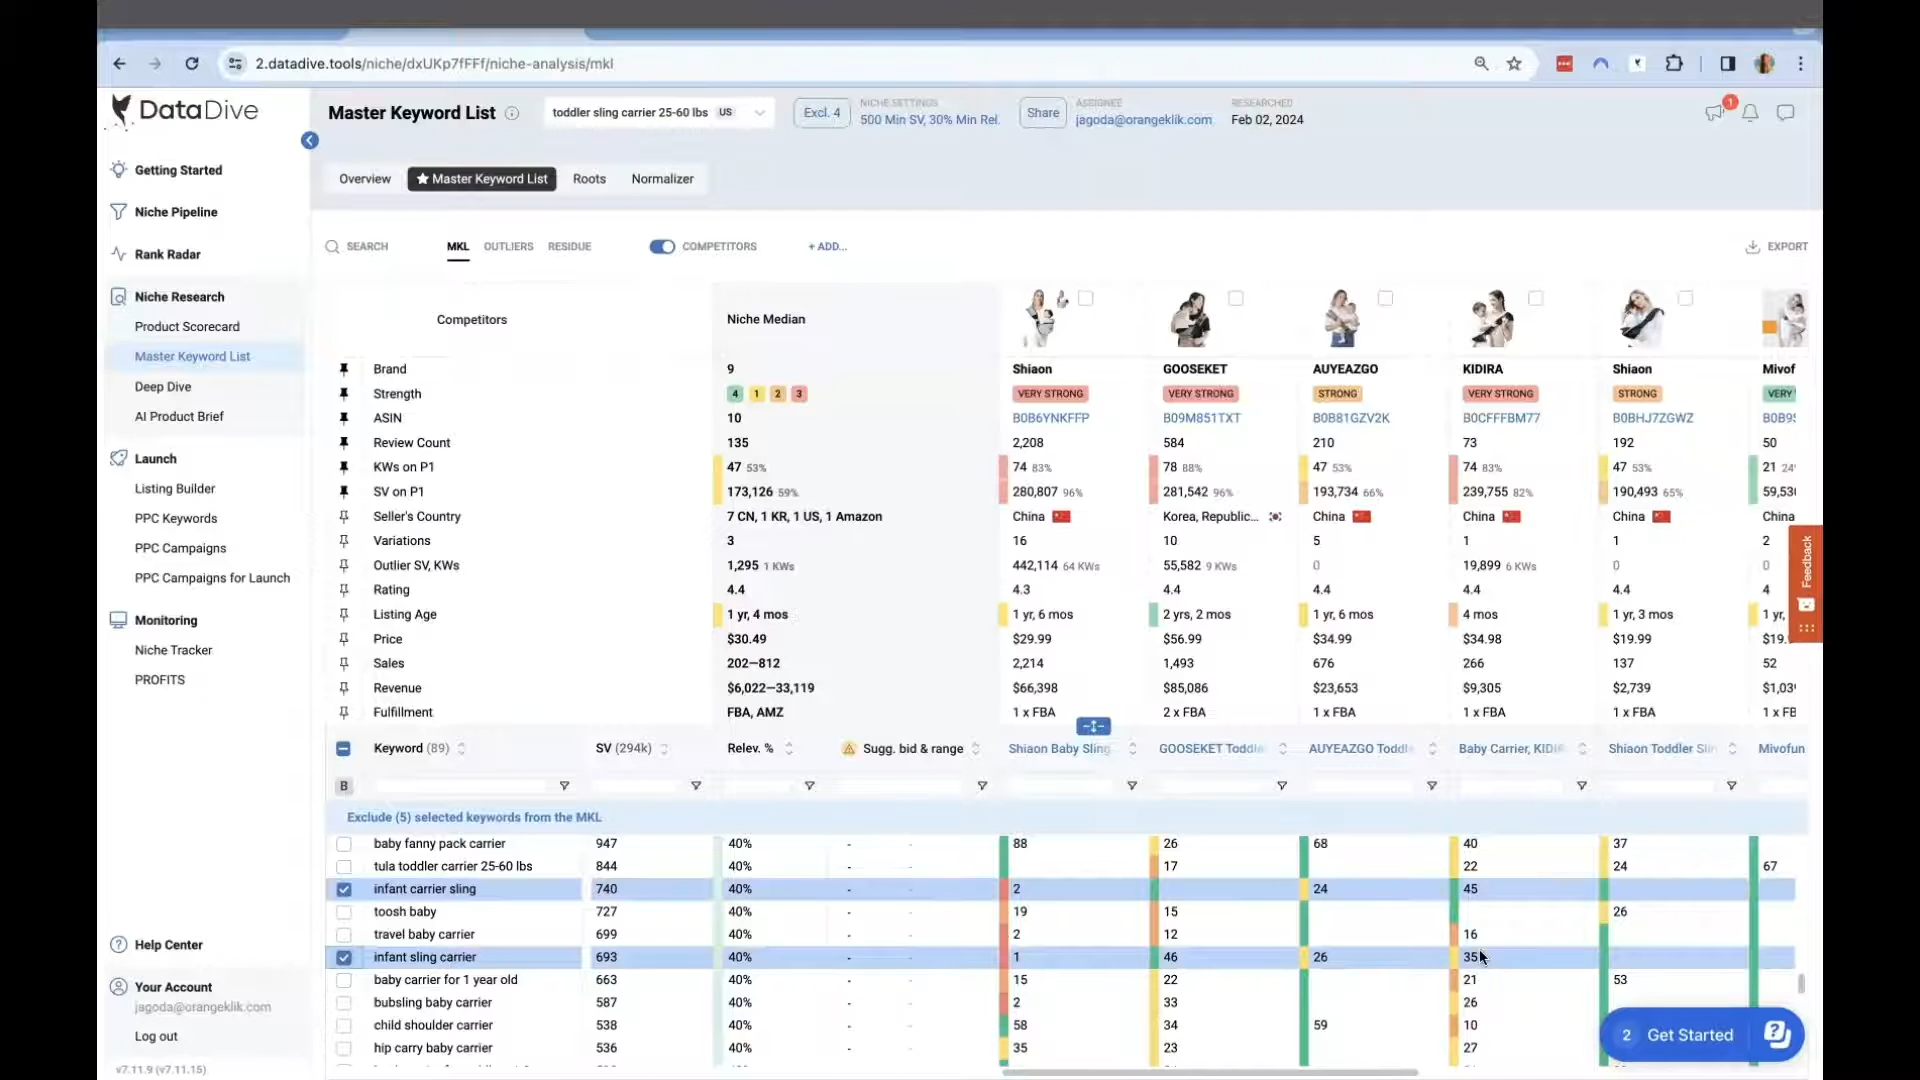 2.datadive.tools/niche/dxUKp7fFFf/niche-analysis/mkl
DataDive
Master Keyword List
toddler sling carrier 25-60 lbs US
Excl. 4
NICHE SETTINGS
500 Min SV, 30% Min Rel.
Share
ASSIGNEE
jagoda@orangeklik.com
RESEARCHED
Feb 02, 2024
1
Getting Started
Niche Pipeline
Rank Radar
Niche Research
Product Scorecard
Master Keyword List
Deep Dive
AI Product Brief
Launch
Listing Builder
PPC Keywords
PPC Campaigns
PPC Campaigns for Launch
Monitoring
Niche Tracker
PROFITS
Help Center
Your Account
jagoda@orangeklik.com
Log out
v7.11.9 (v7.11.15)
Overview Master Keyword List Roots Normalizer
SEARCH MKL OUTLIERS RESIDUE COMPETITORS + ADD... EXPORT
Competitors Niche Median
Brand 9 Shiaon GOOSEKET AUYEAZGO KIDIRA Shiaon Mivof
Strength 4 1 2 3 VERY STRONG VERY STRONG STRONG VERY STRONG STRONG VERY
ASIN 10 B0B6YNKFFP B09M851TXT B0B81GZV2K B0CFFFBM77 B0BHJ7ZGWZ B0B9
Review Count 135 2,208 584 210 73 192 50
KWs on P1 47 53% 74 83% 78 88% 47 53% 74 83% 47 53% 21 24
SV on P1 173,126 59% 280,807 96% 281,542 96% 193,734 66% 239,755 82% 190,493 65% 59,53
Seller's Country 7 CN, 1 KR, 1 US, 1 Amazon China Korea, Republic... China China China China
Variations 3 16 10 5 1 1 2
Outlier SV, KWs 1,295 1 KWs 442,114 64 KWs 55,582 9 KWs 0 19,899 6 KWs 0 0
Rating 4.4 4.3 4.4 4.4 4.4 4.4 4
Listing Age 1 yr, 4 mos 1 yr, 6 mos 2 yrs, 2 mos 1 yr, 6 mos 4 mos 1 yr, 3 mos 1 yr,
Price $30.49 $29.99 $56.99 $34.99 $34.98 $19.99 $19.
Sales 202—812 2,214 1,493 676 266 137 52
Revenue $6,022—33,119 $66,398 $85,086 $23,653 $9,305 $2,739 $1,03
Fulfillment FBA, AMZ 1 x FBA 2 x FBA 1 x FBA 1 x FBA 1 x FBA 1 x FB
Keyword (89) SV (294k) Relev. % Sugg. bid & range Shiaon Baby Sling GOOSEKET Toddle AUYEAZGO Toddl Baby Carrier, KIDI Shiaon Toddler Sli Mivofun
B
Exclude (5) selected keywords from the MKL
baby fanny pack carrier 947 40% - - 88 26 68 40 37
tula toddler carrier 25-60 lbs 844 40% - - 17 22 24 67
infant carrier sling 740 40% - - 2 24 45
toosh baby 727 40% - - 19 15 26
travel baby carrier 699 40% - - 2 12 16
infant sling carrier 693 40% - - 1 46 26 35
baby carrier for 1 year old 663 40% - - 15 22 21 53
bubsling baby carrier 587 40% - - 2 33 26
child shoulder carrier 538 40% - - 58 34 59 10
hip carry baby carrier 536 40% - - 35 23 27
Feedback
2 Get Started